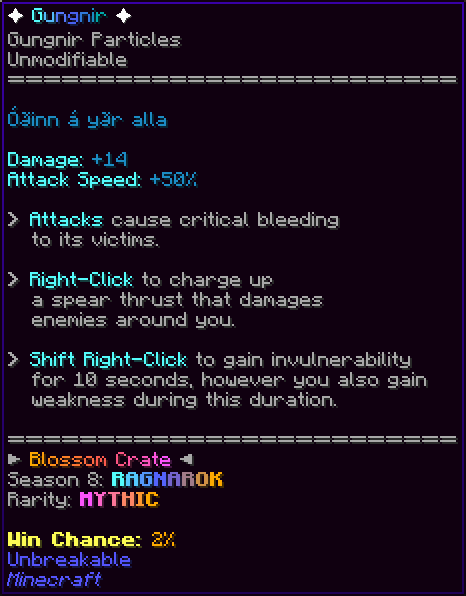 ✦ Gungnir ✦
Gungnir Particles
Unmodifiable
============================
Óðinn á yðr alla
Damage: +14
Attack Speed: +50%
> Attacks cause critical bleeding
to its victims.
> Right-Click to charge up
a spear thrust that damages
enemies around you.
> Shift Right-Click to gain invulnerability
for 10 seconds, however you also gain
weakness during this duration.
============================
► Blossom Crate ◄
Season 8: RAGNAROK
Rarity: MYTHIC
Win Chance: 2%
Unbreakable
Minecraft